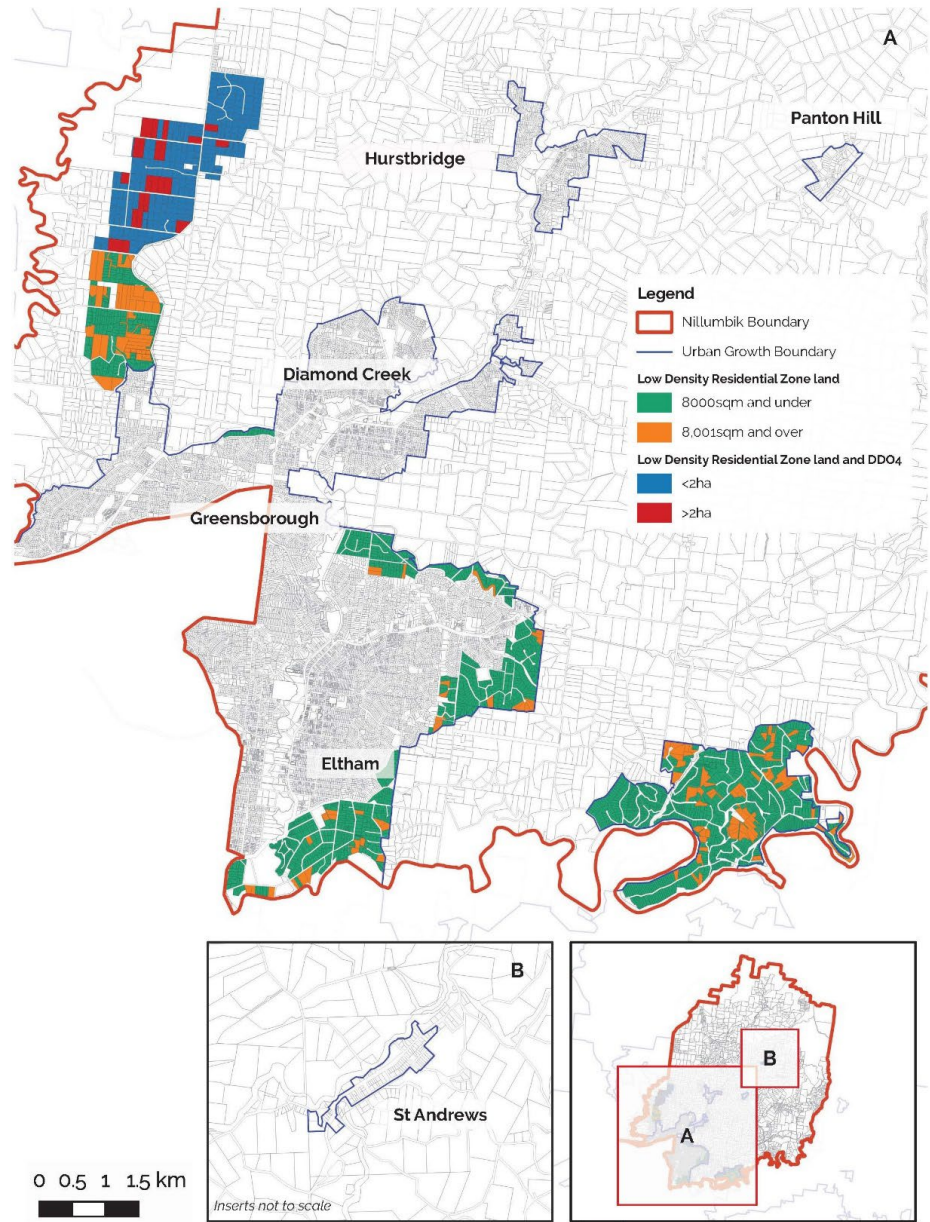 A
Panton Hill
Hurstbridge
Legend
Nillumbik Boundary
Urban Growth Boundary
Low Density Residential Zone land
8000sqm and under
8,001sqm and over
Low Density Residential Zone land and DDO4
<2ha
>2ha
Diamond Creek
Greensborough
Eltham
B
St Andrews
Inserts not to scale
B
A
0 0.5 1 1.5 km